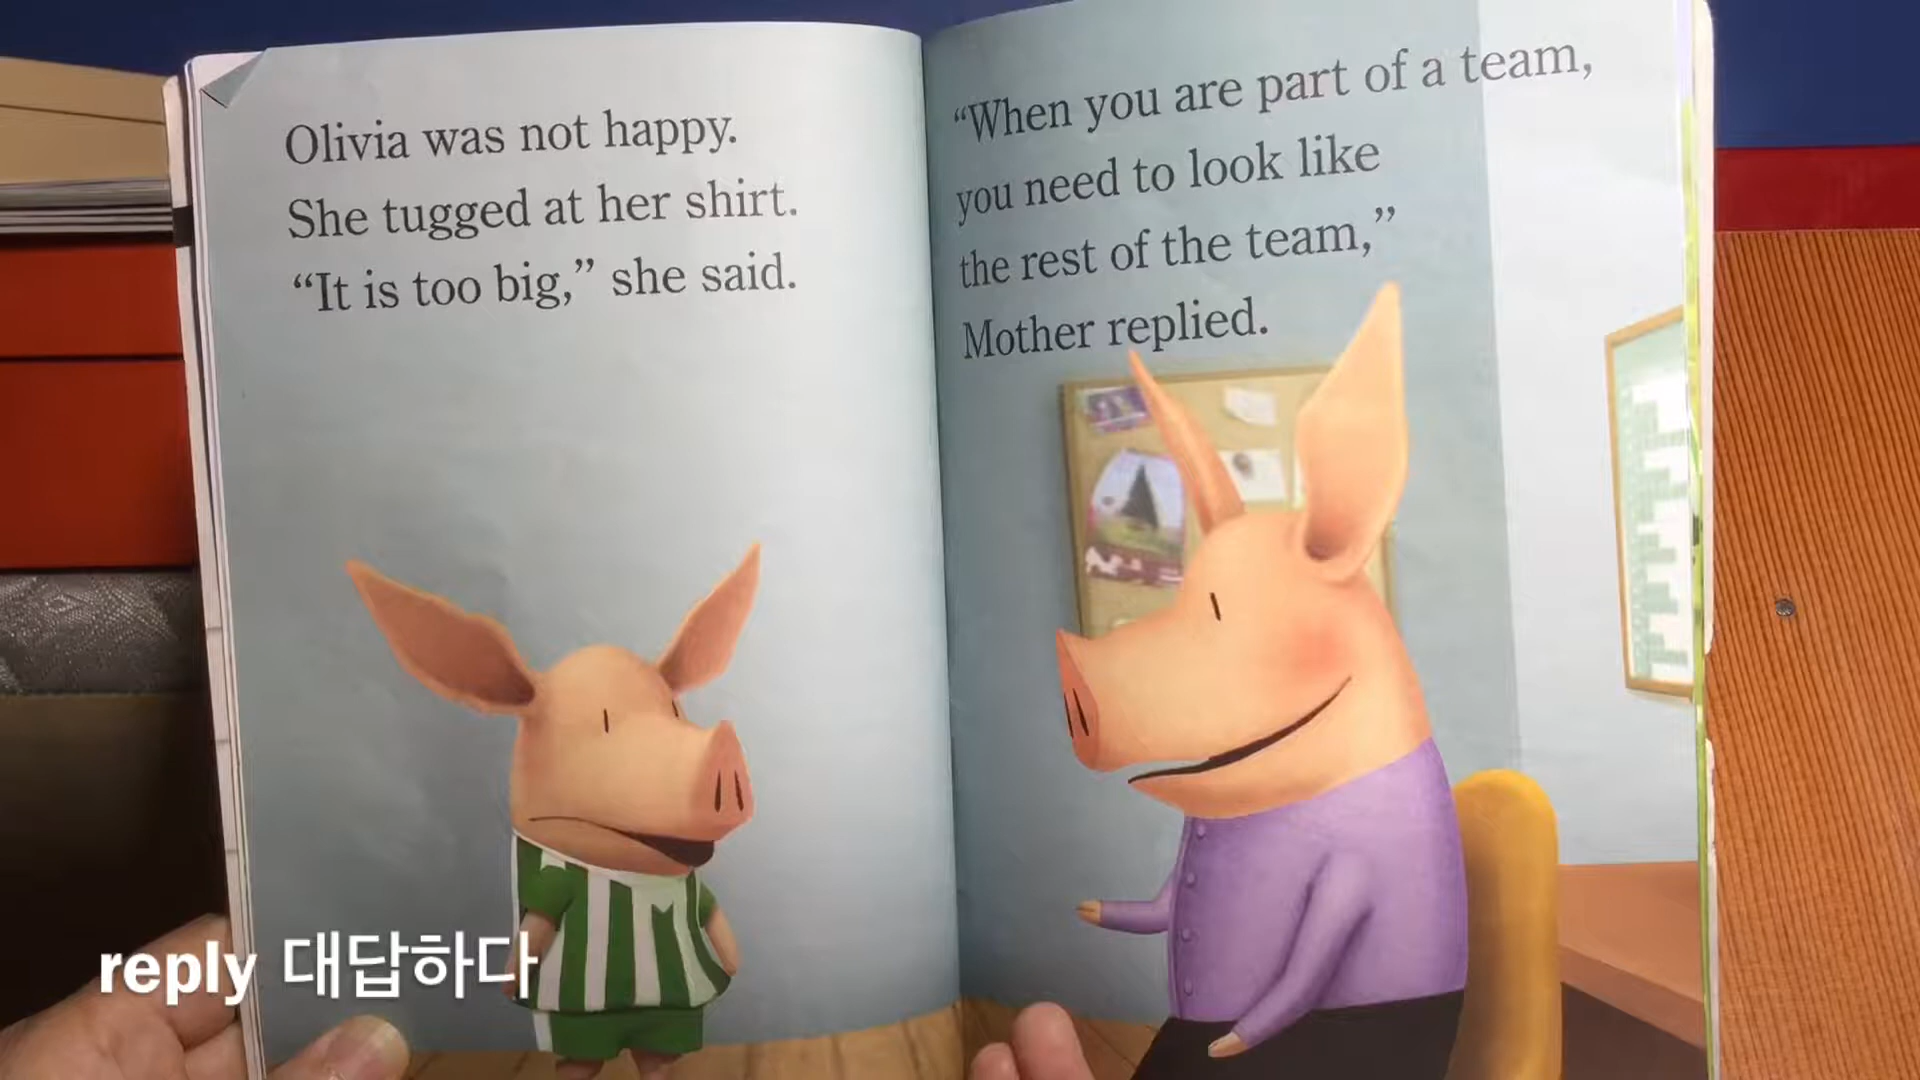 Olivia was not happy.
She tugged at her shirt.
“It is too big,” she said.
“When you are part of a team,
you need to look like
the rest of the team,”
Mother replied.
reply 대답하다